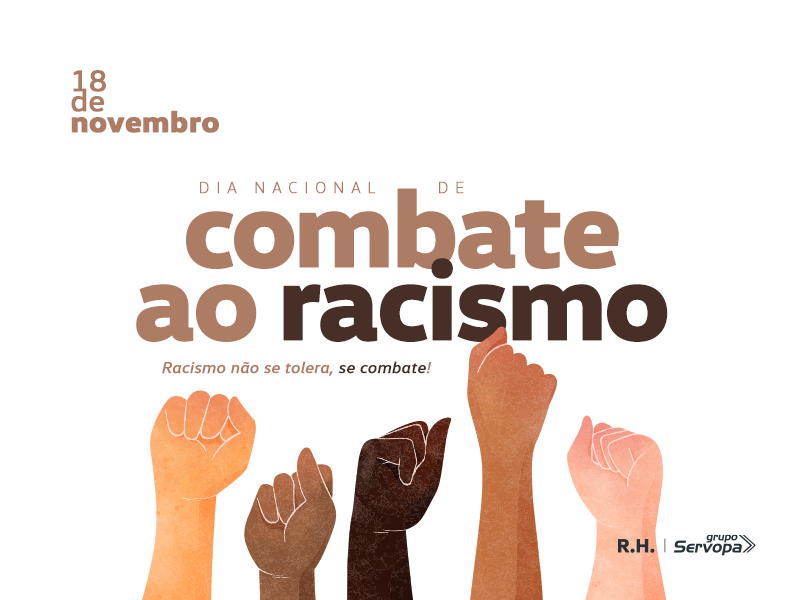 18
de
novembro
DIA NACIONAL DE
combate
ao racismo
Racismo não se tolera, se combate!
R.H. | grupo
Servopa